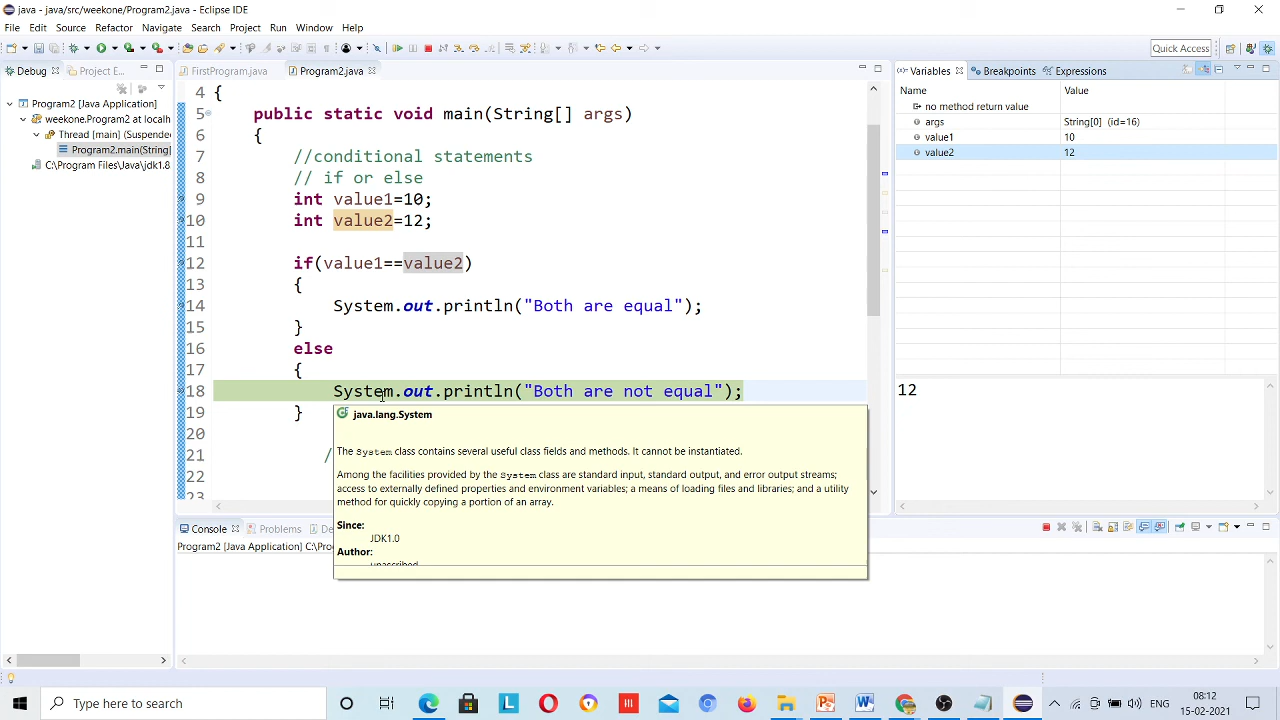 java - java/src/weekone/Program2.java - Eclipse IDE
File Edit Source Refactor Navigate Search Project Run Window Help
Quick Access
Debug Project E...
Program2 [Java Application]
weekone.Program2 at localh
Thread [main] (Suspende
Program2.main(String[
C:\Program Files\Java\jdk1.8
FirstProgram.java Program2.java
4 {
5 public static void main(String[] args)
6 {
7 //conditional statements
8 // if or else
9 int value1=10;
10 int value2=12;
11
12 if(value1==value2)
13 {
14 System.out.println("Both are equal");
15 }
16 else
17 {
18 System.out.println("Both are not equal");
19 }
20
21 /
22
23
java.lang.System
The System class contains several useful class fields and methods. It cannot be instantiated.
Among the facilities provided by the System class are standard input, standard output, and error output streams;
access to externally defined properties and environment variables; a means of loading files and libraries; and a utility
method for quickly copying a portion of an array.
Since:
JDK1.0
Author:
unascribed
Variables Breakpoints Expressions
Name Value
no method return value
args String[0] (id=16)
value1 10
value2 12
12
Console Problems De
Program2 [Java Application] C:\Pro
Type here to search
08:12
15-02-2021